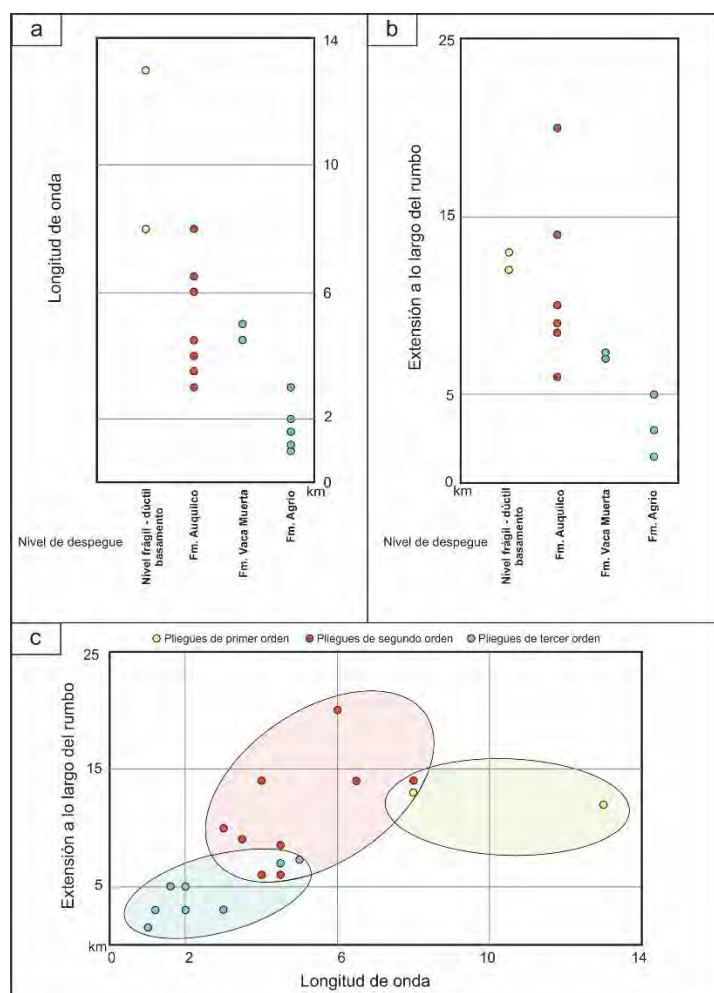 a
14
10
6
2
0
km
Longitud de onda
Nivel de despegue
Nivel frágil - dúctil
basamento
Fm. Auquilco
Fm. Vaca Muerta
Fm. Agrio
b
25
15
5
0
km
Extensión a lo largo del rumbo
Nivel frágil - dúctil
basamento
Fm. Auquilco
Fm. Vaca Muerta
Fm. Agrio
c
Pliegues de primer orden
Pliegues de segundo orden
Pliegues de tercer orden
25
15
5
km
Extensión a lo largo del rumbo
0
2
6
10
14
Longitud de onda